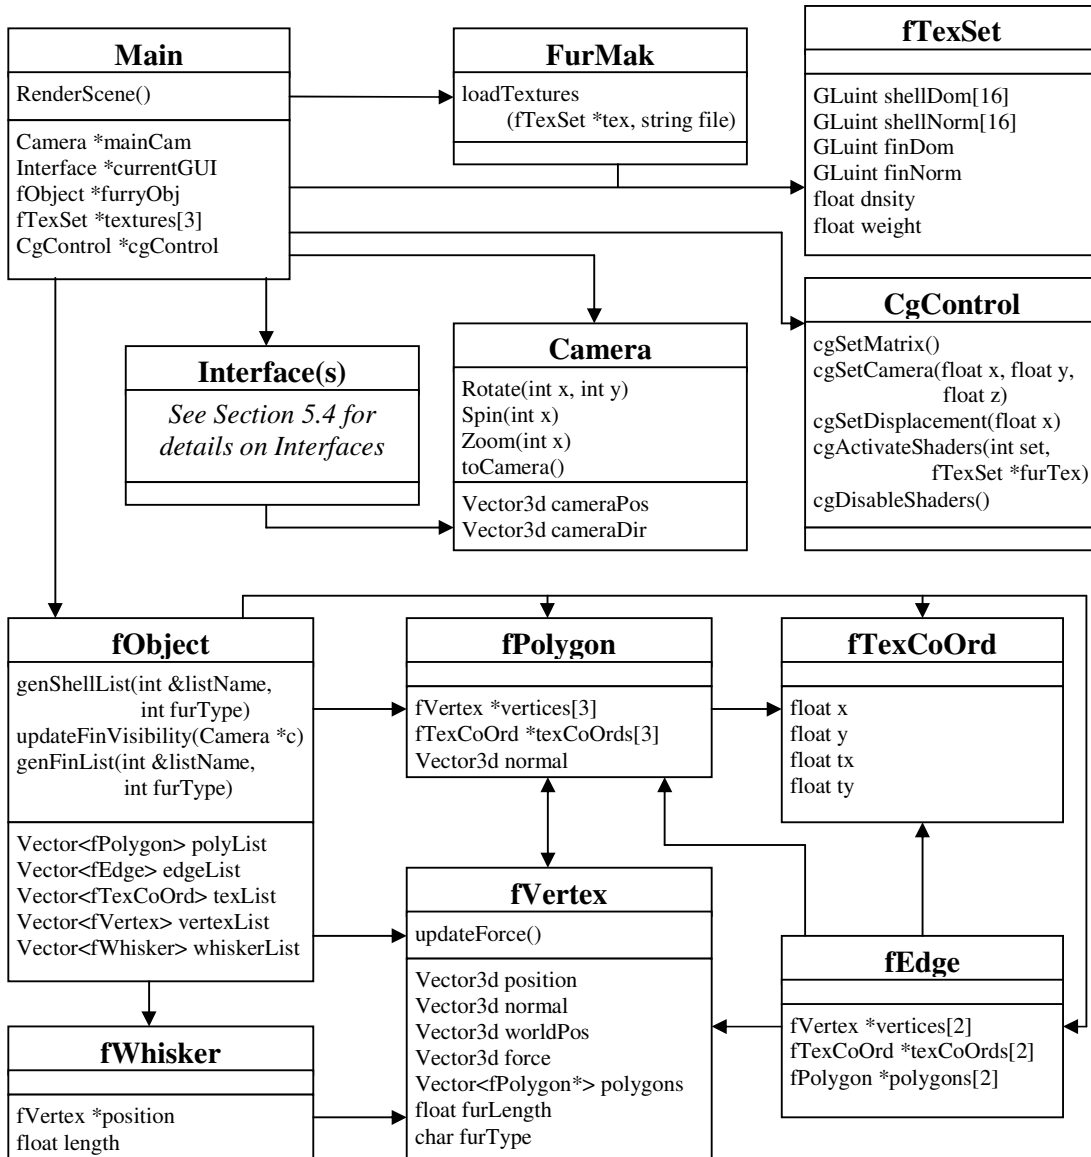 Main
RenderScene()
Camera *mainCam
Interface *currentGUI
fObject *furryObj
fTexSet *textures[3]
CgControl *cgControl
FurMak
loadTextures
(fTexSet *tex, string file)
fTexSet
GLuint shellDom[16]
GLuint shellNorm[16]
GLuint finDom
GLuint finNorm
float dnsity
float weight
Interface(s)
See Section 5.4 for
details on Interfaces
Camera
Rotate(int x, int y)
Spin(int x)
Zoom(int x)
toCamera()
Vector3d cameraPos
Vector3d cameraDir
CgControl
cgSetMatrix()
cgSetCamera(float x, float y,
float z)
cgSetDisplacement(float x)
cgActivateShaders(int set,
fTexSet *furTex)
cgDisableShaders()
fObject
genShellList(int &listName,
int furType)
updateFinVisibility(Camera *c)
genFinList(int &listName,
int furType)
Vector<fPolygon> polyList
Vector<fEdge> edgeList
Vector<fTexCoOrd> texList
Vector<fVertex> vertexList
Vector<fWhisker> whiskerList
fPolygon
fVertex *vertices[3]
fTexCoOrd *texCoOrds[3]
Vector3d normal
fTexCoOrd
float x
float y
float tx
float ty
fVertex
updateForce()
Vector3d position
Vector3d normal
Vector3d worldPos
Vector3d force
Vector<fPolygon*> polygons
float furLength
char furType
fEdge
fVertex *vertices[2]
fTexCoOrd *texCoOrds[2]
fPolygon *polygons[2]
fWhisker
fVertex *position
float length